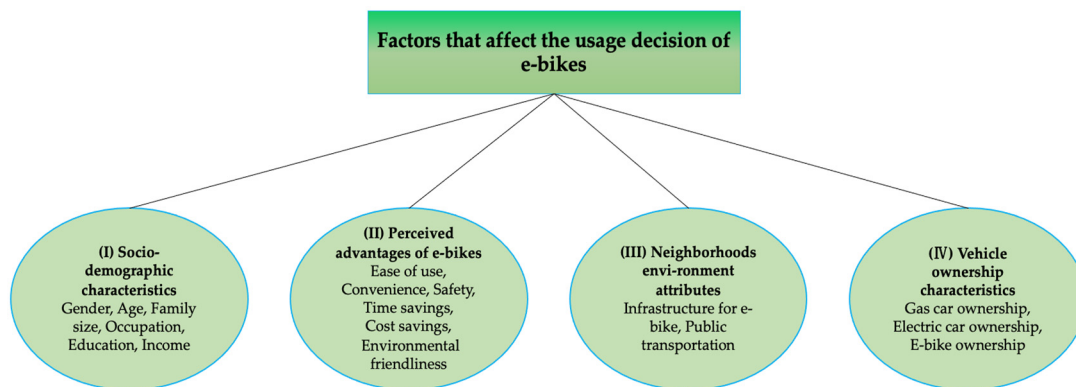 Factors that affect the usage decision of
e-bikes
(I) Socio-
demographic
characteristics
Gender, Age, Family
size, Occupation,
Education, Income
(II) Perceived
advantages of e-bikes
Ease of use,
Convenience, Safety,
Time savings,
Cost savings,
Environmental
friendliness
(III) Neighborhoods
envi-ronment
attributes
Infrastructure for e-
bike, Public
transportation
(IV) Vehicle
ownership
characteristics
Gas car ownership,
Electric car ownership,
E-bike ownership